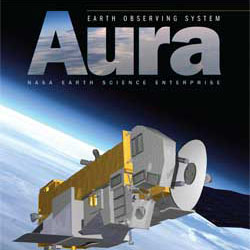 EARTH OBSERVING SYSTEM
Aura
NASA EARTH SCIENCE ENTERPRISE